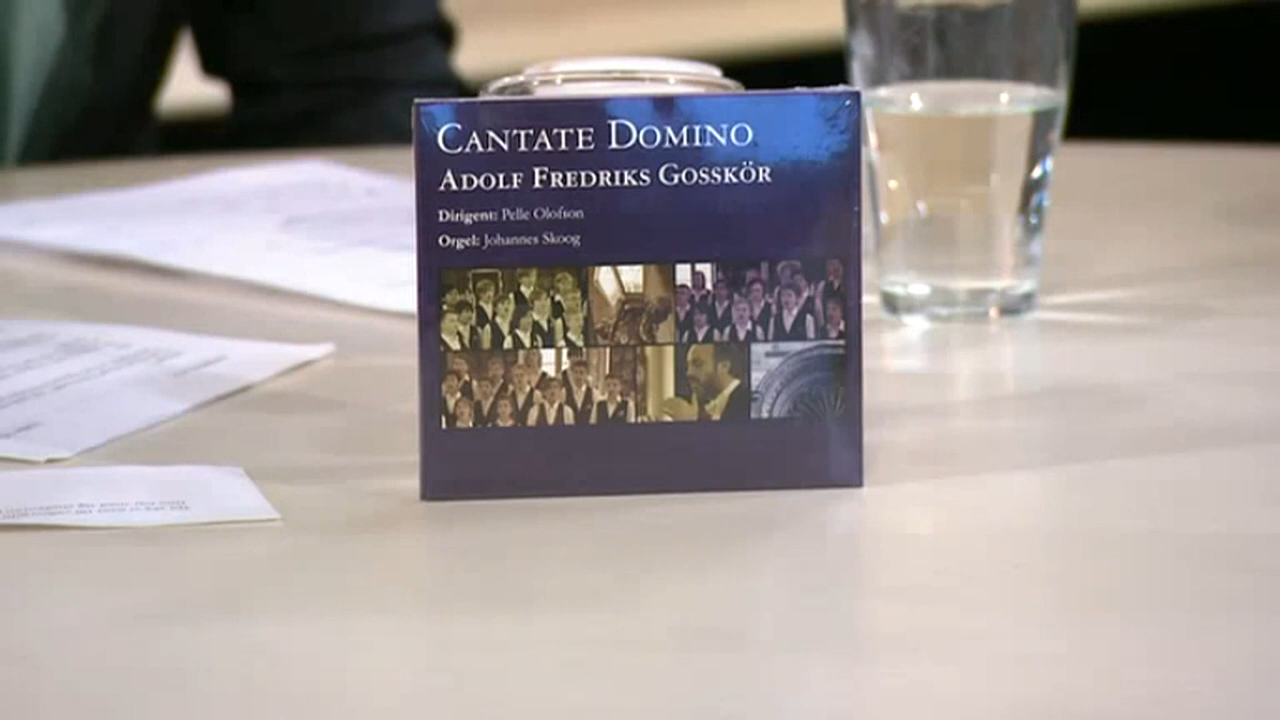 CANTATE DOMINO
ADOLF FREDRIKS GOSSKÖR
Dirigent: Pelle Olofson
Orgel: Johannes Skoog